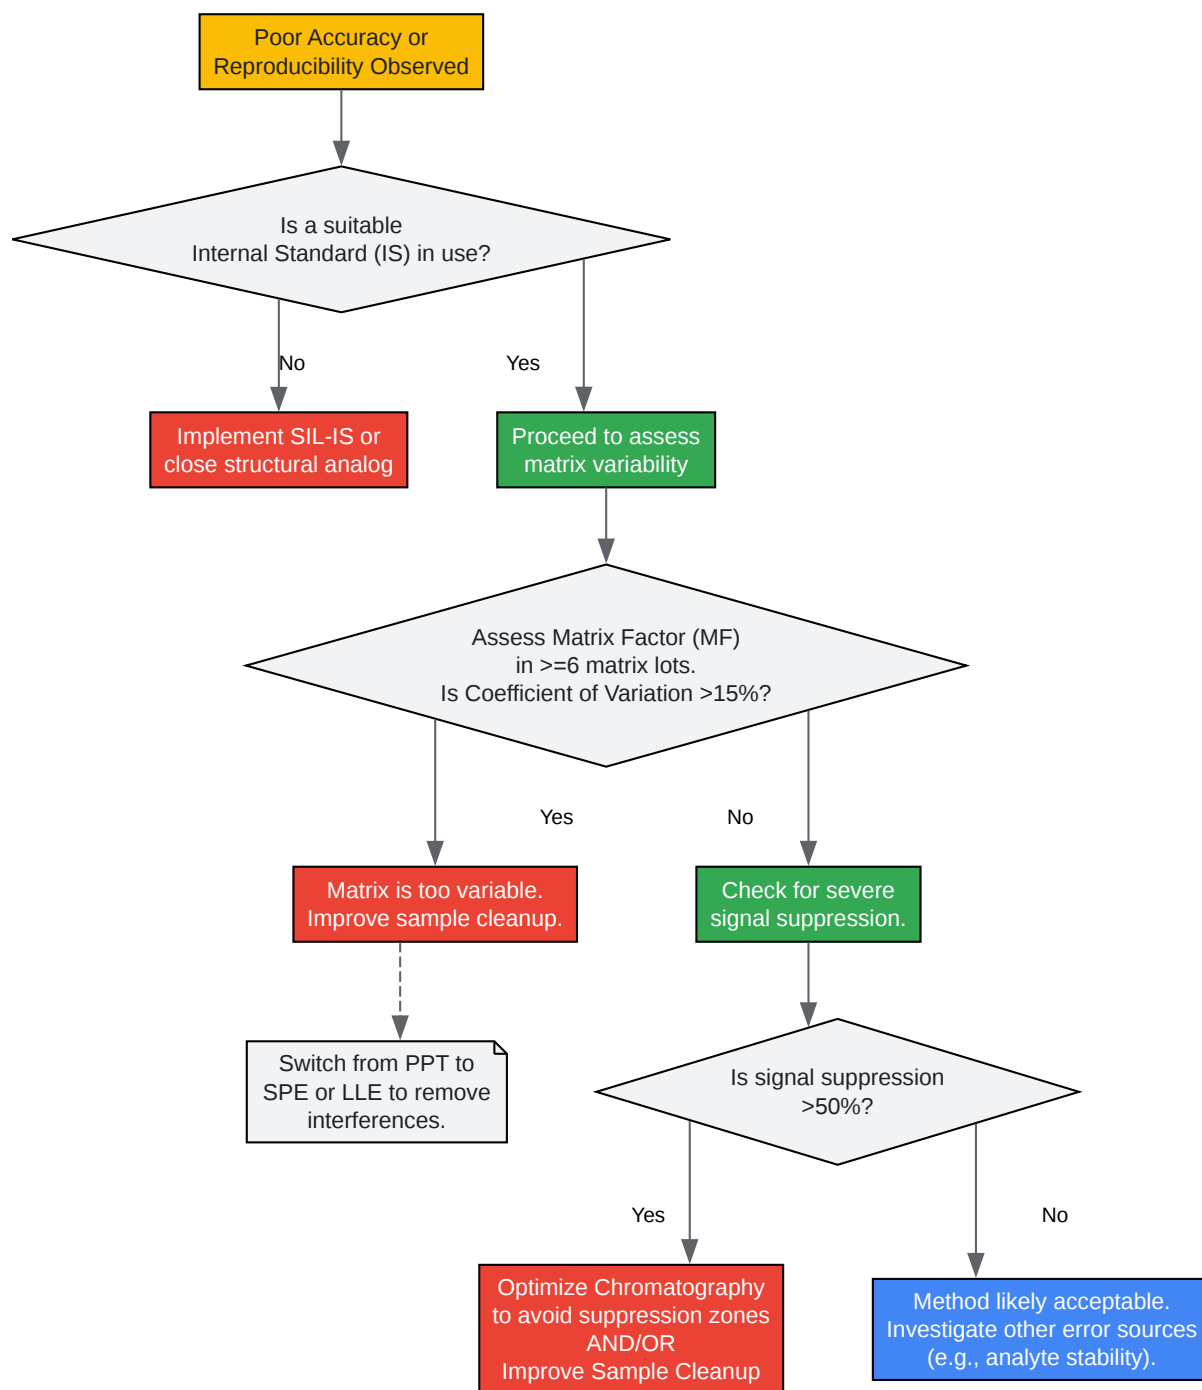 Poor Accuracy or
Reproducibility Observed
Is a suitable
Internal Standard (IS) in use?
No
Yes
Implement SIL-IS or
close structural analog
Proceed to assess
matrix variability
Assess Matrix Factor (MF)
in >=6 matrix lots.
Is Coefficient of Variation >15%?
Yes
No
Matrix is too variable.
Improve sample cleanup.
Check for severe
signal suppression.
Switch from PPT to
SPE or LLE to remove
interferences.
Is signal suppression
>50%?
Yes
No
Optimize Chromatography
to avoid suppression zones
AND/OR
Improve Sample Cleanup
Method likely acceptable.
Investigate other error sources
(e.g., analyte stability).